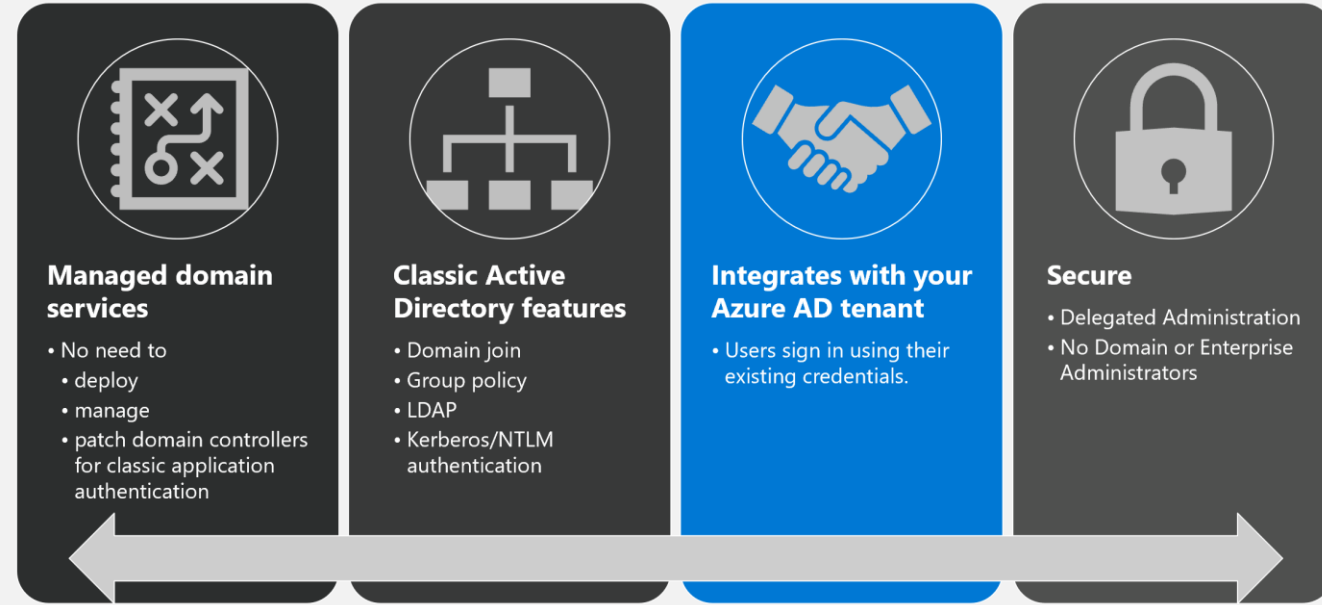 Managed domain
services
• No need to
• deploy
• manage
• patch domain controllers
for classic application
authentication
Classic Active
Directory features
• Domain join
• Group policy
• LDAP
• Kerberos/NTLM
authentication
Integrates with your
Azure AD tenant
• Users sign in using their
existing credentials.
Secure
• Delegated Administration
• No Domain or Enterprise
Administrators